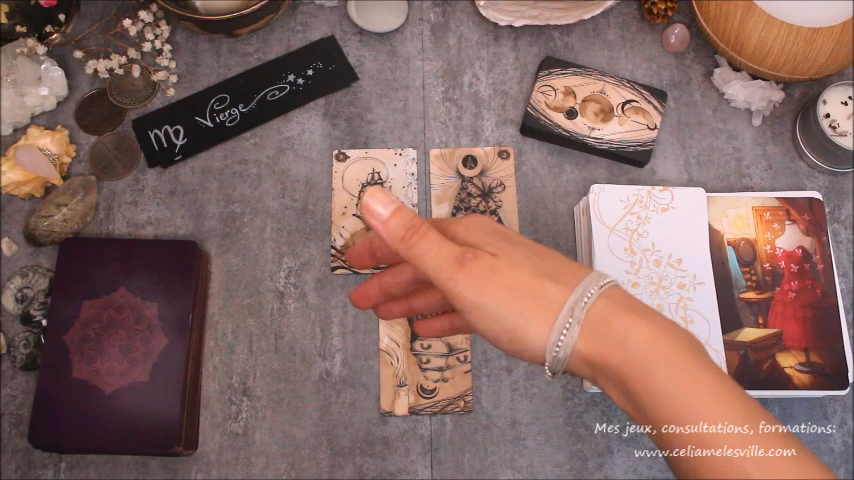 ♍ Vierge
Mes jeux, consultations, formations:
www.celiamelesville.com